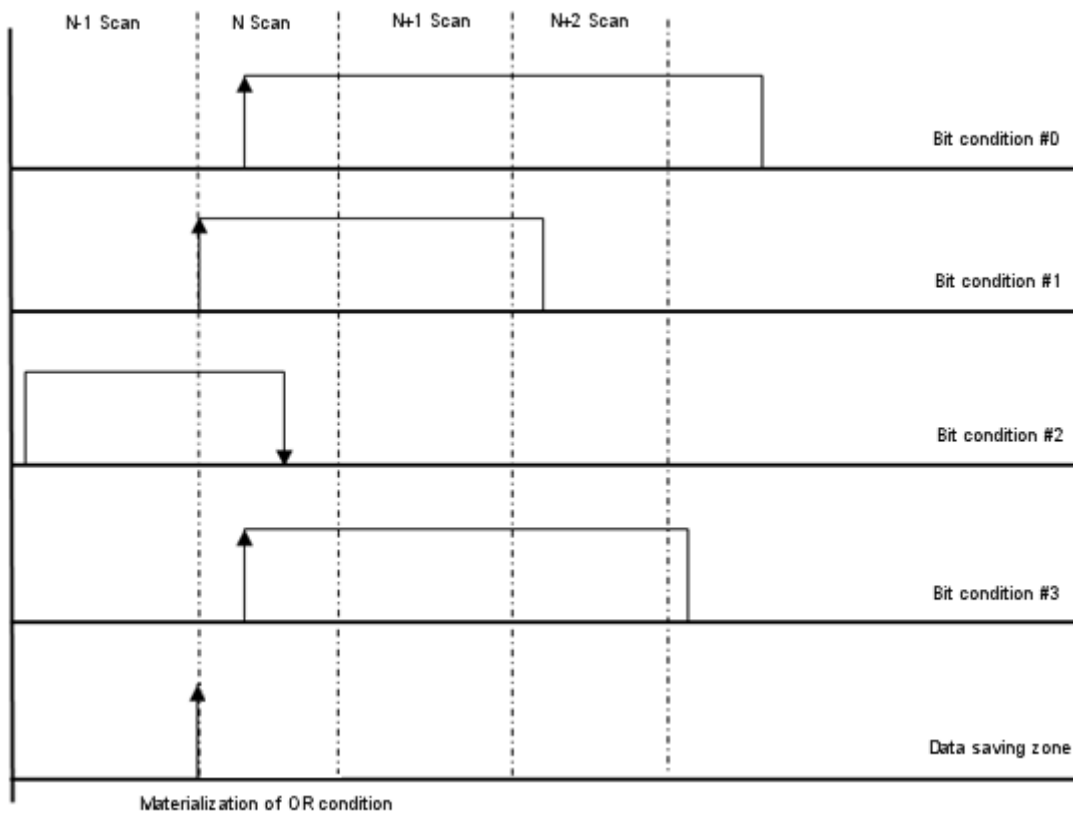 N-1 Scan
N Scan
N+1 Scan
N+2 Scan
Bit condition #0
Bit condition #1
Bit condition #2
Bit condition #3
Data saving zone
Materialization of OR condition